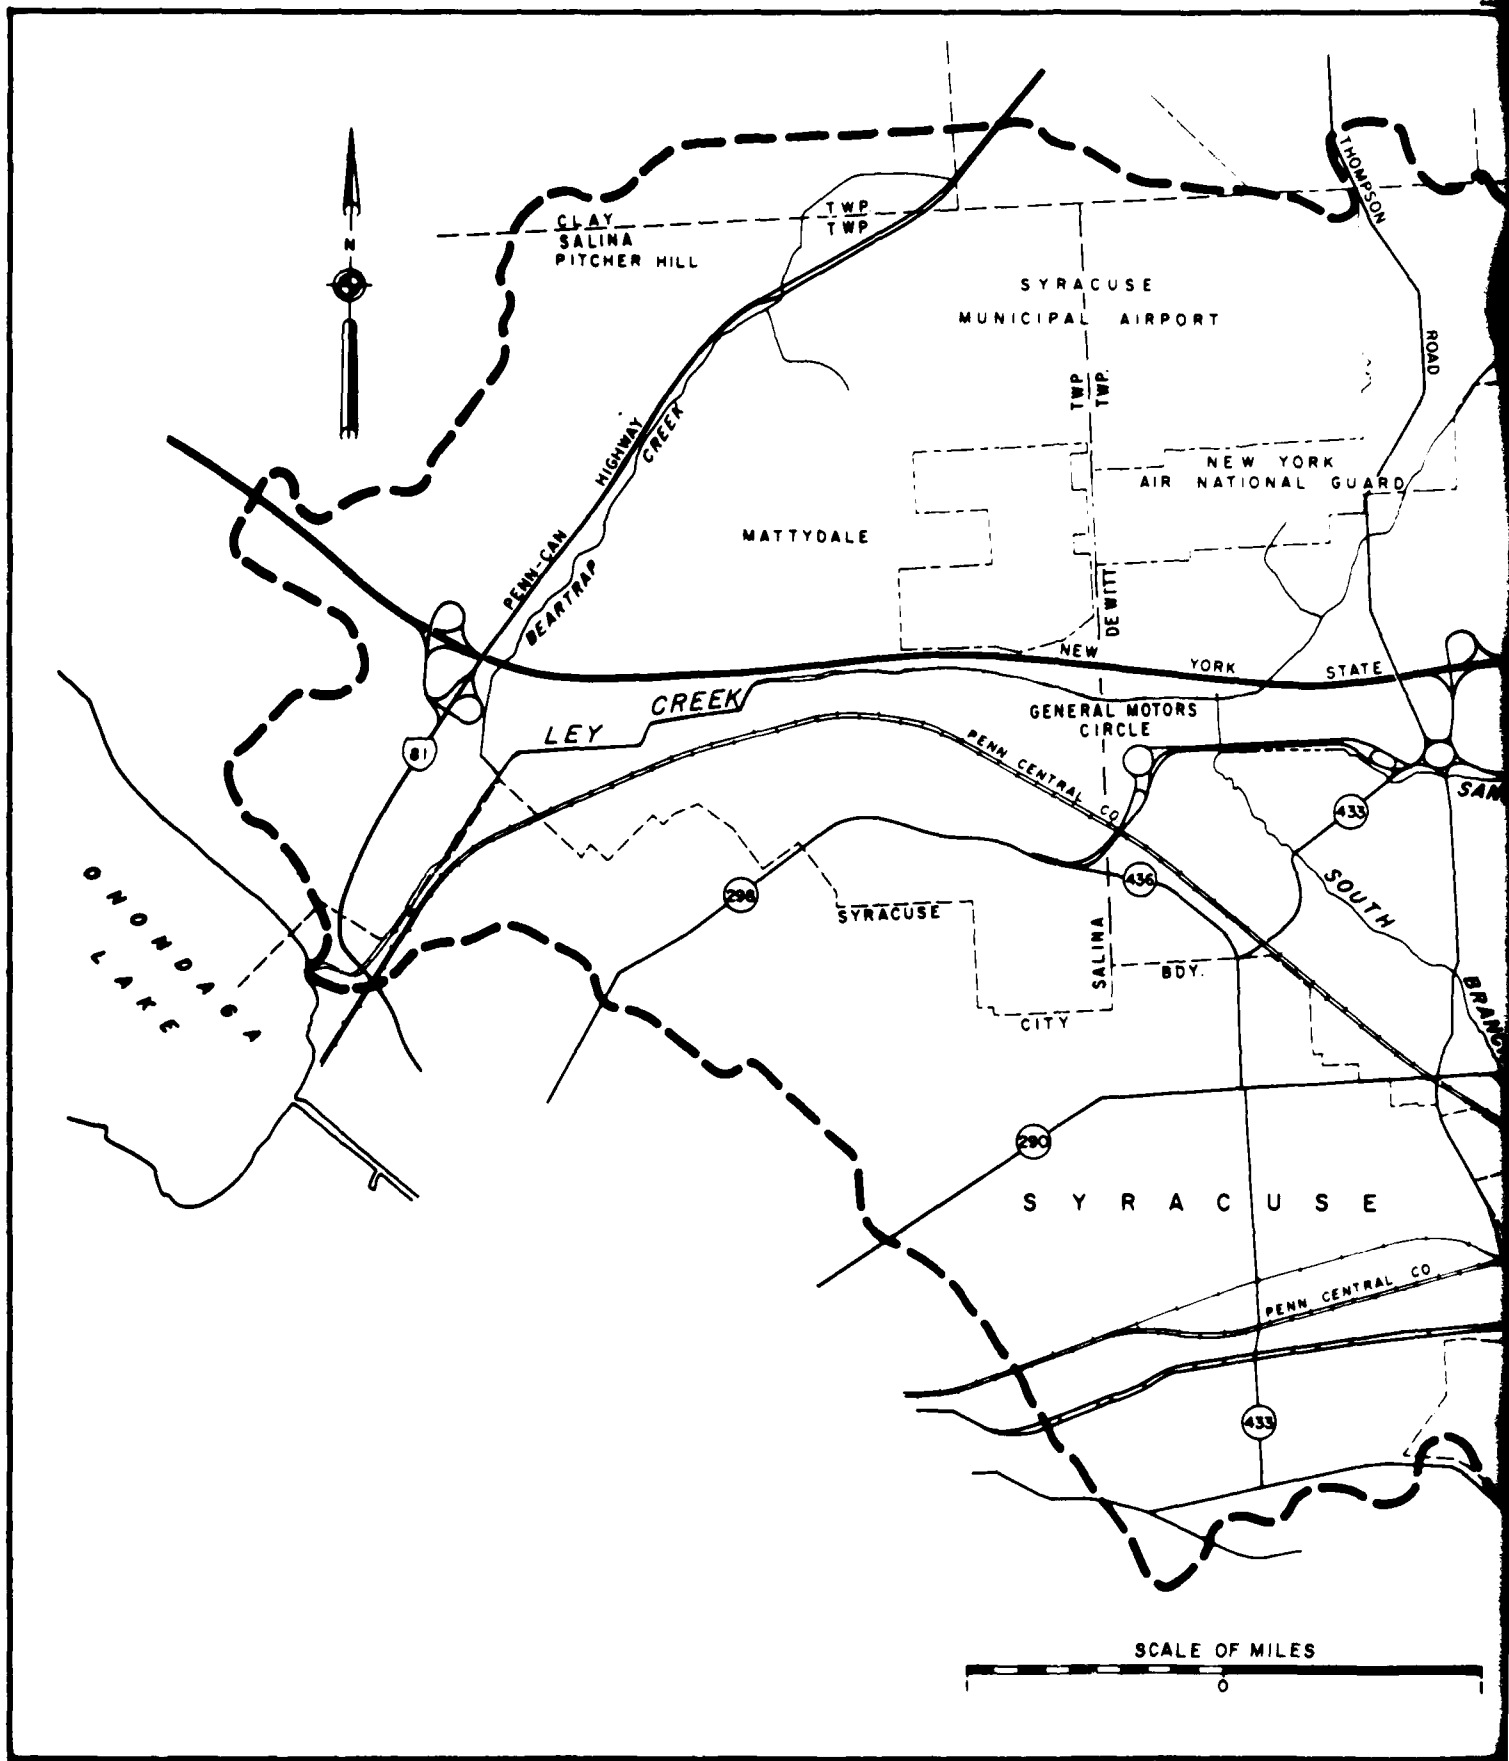 THOMPSON
ROAD
N
CLAY
SALINA
PITCHER HILL
TWP.
TWP
SYRACUSE
MUNICIPAL AIRPORT
TWP
TWP.
PENN-CAN HIGHWAY
BEARTRAP CREEK
NEW YORK
AIR NATIONAL GUARD
MATTYDALE
DE WITT
SALINA
NEW YORK STATE
LEY CREEK
GENERAL MOTORS
CIRCLE
81
PENN CENTRAL CO
433
SAN
SOUTH
BRANC
436
298
ONONDAGA
LAKE
SYRACUSE
CITY
BDY.
290
SYRACUSE
PENN CENTRAL CO
433
SCALE OF MILES
1
0
1